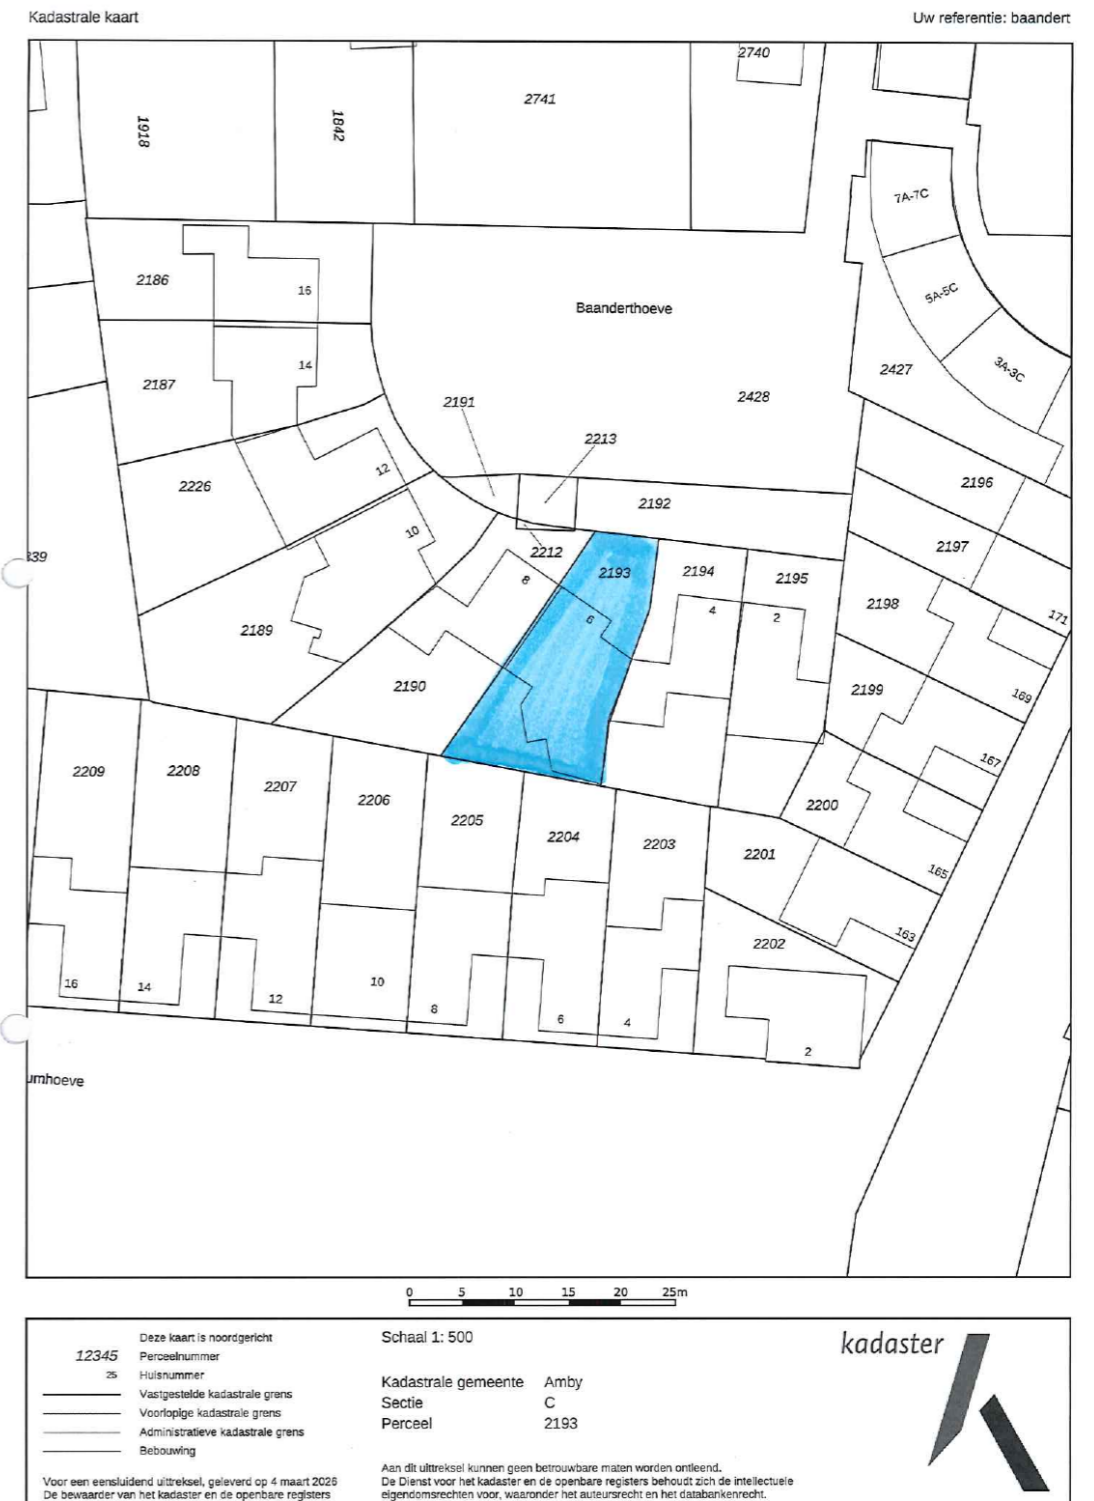 Kadastrale kaart
Uw referentie: baandert
2740
2741
1918
1842
7A-7C
2186
16
5A-5C
Baanderthoeve
14
2187
2427
3A-3C
2191
2428
2213
12
2226
2196
2192
10
2197
2212
2193
2194
2195
8
2198
4
2
171
6
2189
2190
2199
169
167
2209
2208
2207
2206
2205
2204
2203
2200
2201
165
163
2202
16
14
12
10
8
6
4
2
0 5 10 15 20 25m
Deze kaart is noordgericht
12345 Perceelnummer
25 Huisnummer
Vastgestelde kadastrale grens
Voorlopige kadastrale grens
Administratieve kadastrale grens
Bebouwing
Voor een eensluidend uittreksel, geleverd op 4 maart 2026
De bewaarder van het kadaster en de openbare registers
Schaal 1: 500
Kadastrale gemeente Amby
Sectie C
Perceel 2193
Aan dit uittreksel kunnen geen betrouwbare maten worden ontleend.
De Dienst voor het kadaster en de openbare registers behoudt zich de intellectuele
eigendomsrechten voor, waaronder het auteursrecht en het databankenrecht.
kadaster